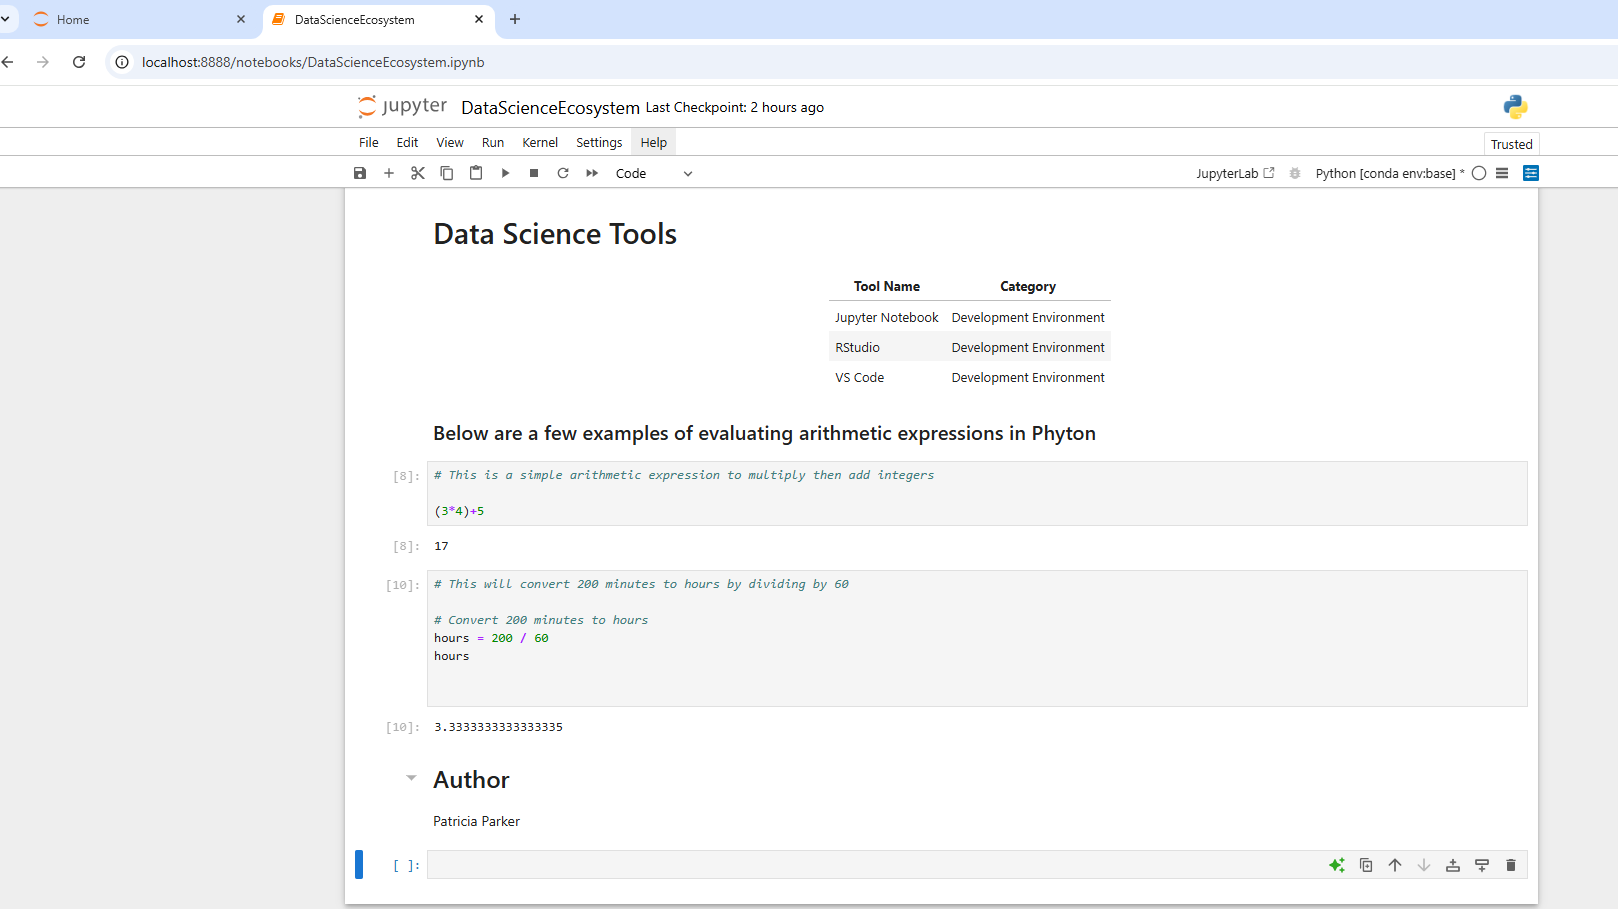 Home
DataScienceEcosystem
localhost:8888/notebooks/DataScienceEcosystem.ipynb
jupyter DataScienceEcosystem Last Checkpoint: 2 hours ago
File Edit View Run Kernel Settings Help
Trusted
Code
JupyterLab
Python [conda env:base] *
Data Science Tools
Tool Name Category
Jupyter Notebook Development Environment
RStudio Development Environment
VS Code Development Environment
Below are a few examples of evaluating arithmetic expressions in Phyton
[8]: # This is a simple arithmetic expression to multiply then add integers
(3*4)+5
[8]: 17
[10]: # This will convert 200 minutes to hours by dividing by 60
# Convert 200 minutes to hours
hours = 200 / 60
hours
[10]: 3.3333333333333335
Author
Patricia Parker
[ ]: